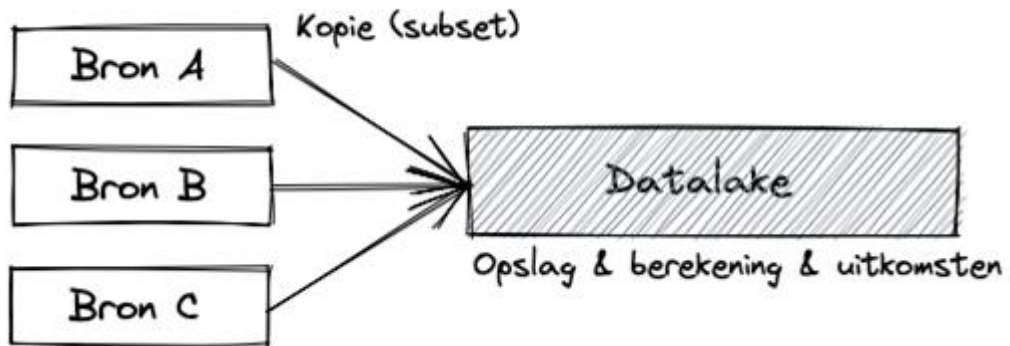 Kopie (subset)
Bron A
Bron B
Datalake
Opslag & berekening & uitkomsten
Bron C